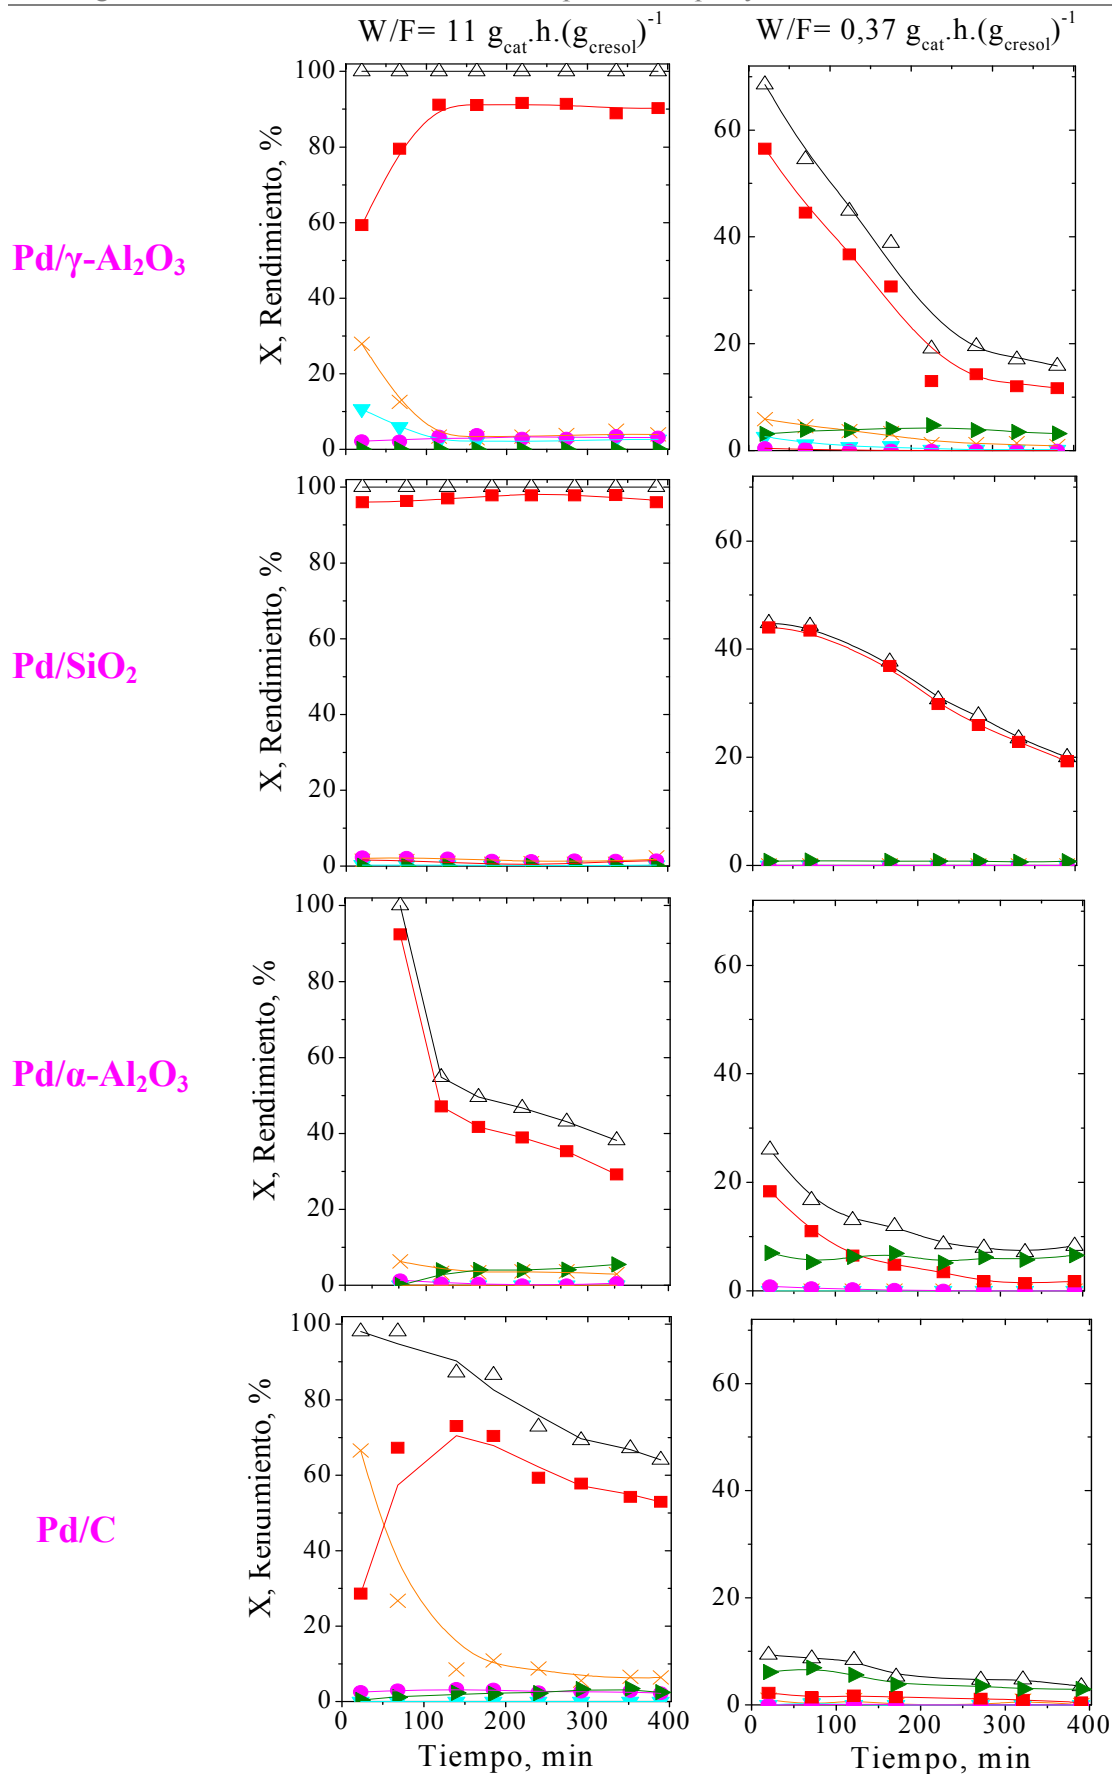 W/F= 11 g_cat.h.(g_cresol)^-1
W/F= 0,37 g_cat.h.(g_cresol)^-1
Pd/γ-Al₂O₃
X, Rendimiento, %
100
80
60
40
20
0
60
40
20
0
Pd/SiO₂
X, Rendimiento, %
100
80
60
40
20
0
60
40
20
0
Pd/α-Al₂O₃
X, Rendimiento, %
100
80
60
40
20
0
60
40
20
0
Pd/C
X, Rendimiento, %
100
80
60
40
20
0
60
40
20
0
0 100 200 300 400
0 100 200 300 400
Tiempo, min
Tiempo, min